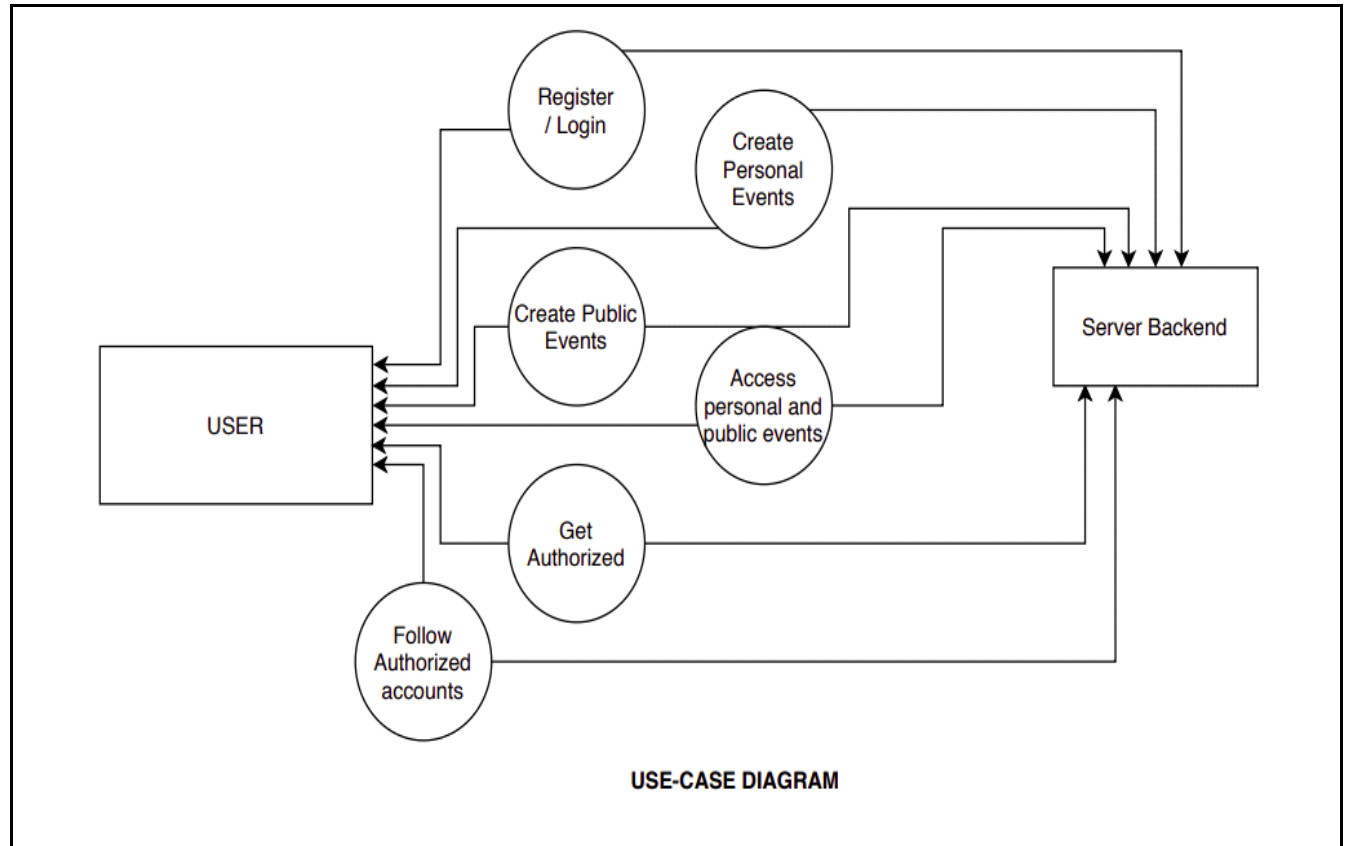 Register
/ Login
Create
Personal
Events
Create Public
Events
Server Backend
Access
personal and
public events
USER
Get
Authorized
Follow
Authorized
accounts
USE-CASE DIAGRAM